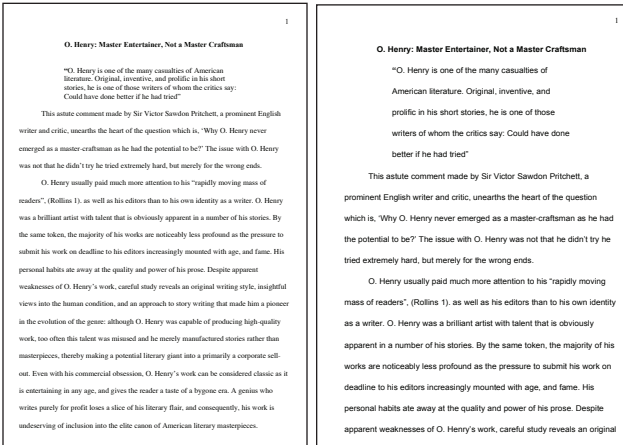 1
O. Henry: Master Entertainer, Not a Master Craftsman
“O. Henry is one of the many casualties of American
literature. Original, inventive, and prolific in his short
stories, he is one of those writers of whom the critics say:
Could have done better if he had tried”
This astute comment made by Sir Victor Sawdon Pritchett, a prominent English
writer and critic, unearths the heart of the question which is, ‘Why O. Henry never
emerged as a master-craftsman as he had the potential to be?’ The issue with O. Henry
was not that he didn’t try he tried extremely hard, but merely for the wrong ends.
O. Henry usually paid much more attention to his “rapidly moving mass of
readers”, (Rollins 1). as well as his editors than to his own identity as a writer. O. Henry
was a brilliant artist with talent that is obviously apparent in a number of his stories. By
the same token, the majority of his works are noticeably less profound as the pressure to
submit his work on deadline to his editors increasingly mounted with age, and fame. His
personal habits ate away at the quality and power of his prose. Despite apparent
weaknesses of O. Henry’s work, careful study reveals an original writing style, insightful
views into the human condition, and an approach to story writing that made him a pioneer
in the evolution of the genre: although O. Henry was capable of producing high-quality
work, too often this talent was misused and he merely manufactured stories rather than
masterpieces, thereby making a potential literary giant into a primarily a corporate sell-
out. Even with his commercial obsession, O. Henry’s work can be considered classic as it
is entertaining in any age, and gives the reader a taste of a bygone era. A genius who
writes purely for profit loses a slice of his literary flair, and consequently, his work is
undeserving of inclusion into the elite canon of American literary masterpieces.
1
O. Henry: Master Entertainer, Not a Master Craftsman
“O. Henry is one of the many casualties of
American literature. Original, inventive, and
prolific in his short stories, he is one of those
writers of whom the critics say: Could have done
better if he had tried”
This astute comment made by Sir Victor Sawdon Pritchett, a
prominent English writer and critic, unearths the heart of the question
which is, ‘Why O. Henry never emerged as a master-craftsman as he had
the potential to be?’ The issue with O. Henry was not that he didn’t try he
tried extremely hard, but merely for the wrong ends.
O. Henry usually paid much more attention to his “rapidly moving
mass of readers”, (Rollins 1). as well as his editors than to his own identity
as a writer. O. Henry was a brilliant artist with talent that is obviously
apparent in a number of his stories. By the same token, the majority of his
works are noticeably less profound as the pressure to submit his work on
deadline to his editors increasingly mounted with age, and fame. His
personal habits ate away at the quality and power of his prose. Despite
apparent weaknesses of O. Henry’s work, careful study reveals an original